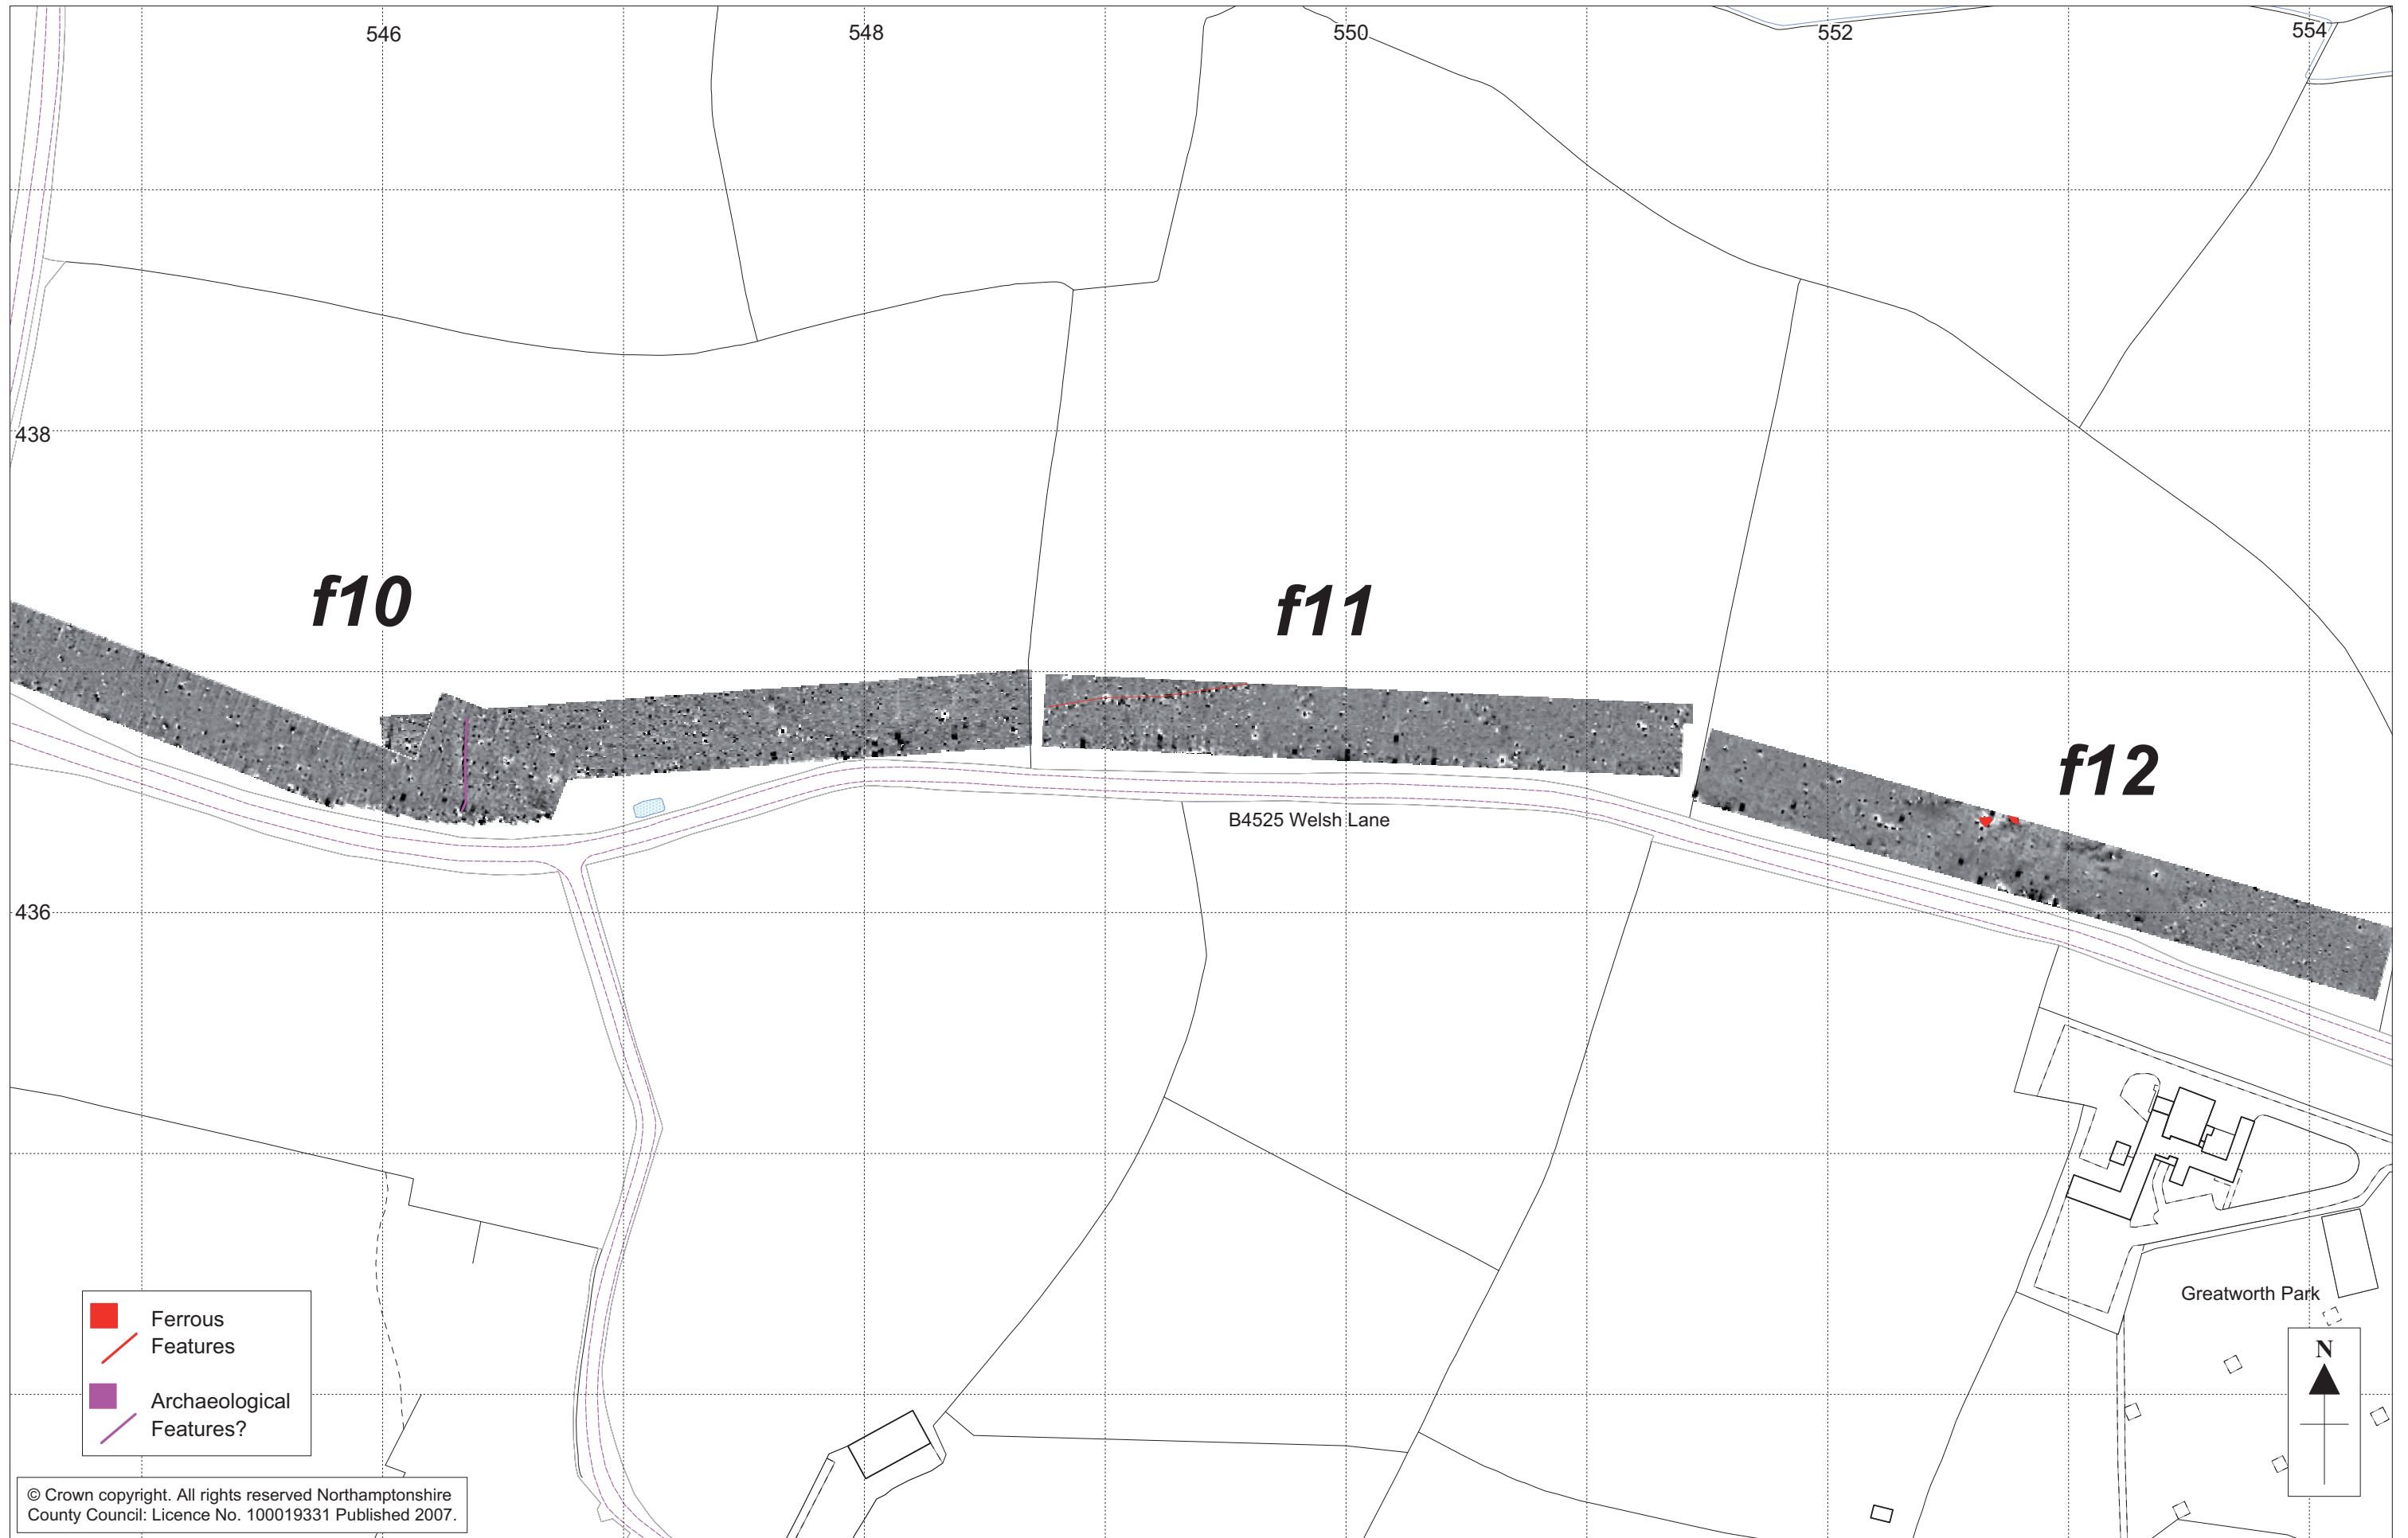 546
548
550
552
554
438
f10
f11
f12
B4525 Welsh Lane
436
Greatworth Park
Ferrous
Features
Archaeological
Features?
N
© Crown copyright. All rights reserved Northamptonshire
County Council: Licence No. 100019331 Published 2007.